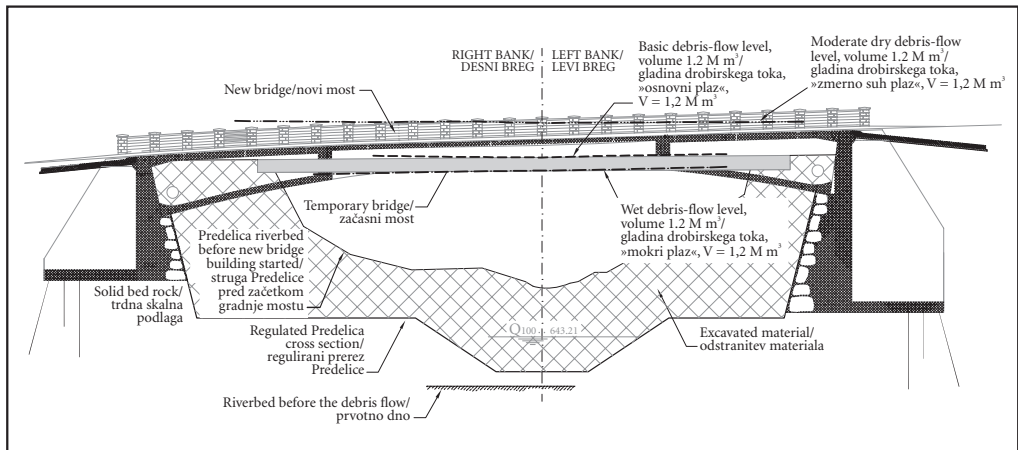 RIGHT BANK/
DESNI BREG
LEFT BANK/
LEVI BREG
Basic debris-flow level,
volume 1.2 M m³/
gladina drobirskega toka,
»osnovni plaz«,
V = 1,2 M m³
Moderate dry debris-flow
level, volume 1.2 M m³/
gladina drobirskega toka,
»zmerno suh plaz«, V = 1,2 M m³
New bridge/novi most
Temporary bridge/
začasni most
Wet debris-flow level,
volume 1.2 M m³/
gladina drobirskega toka,
»mokri plaz«, V = 1,2 M m³
Predelica riverbed
before new bridge
building started/
struga Predelice
pred začetkom
gradnje mostu
Solid bed rock/
trdna skalna
podlaga
Regulated Predelica
cross section/
regulirani prerez
Predelice
Q100 643.21
Excavated material/
odstranitev materiala
Riverbed before the debris flow/
prvotno dno